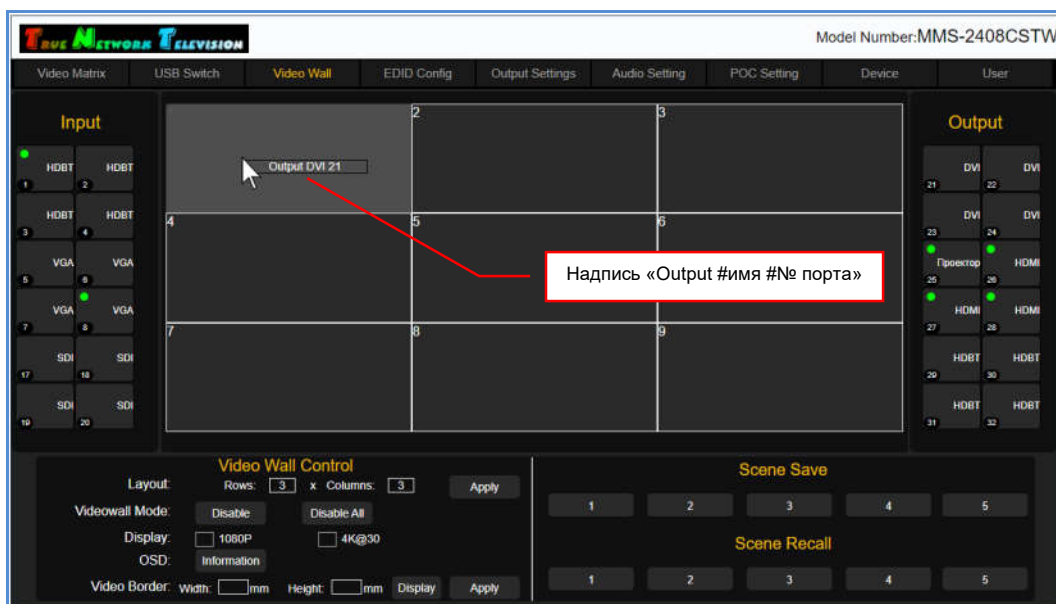 TRUE NETWORK TELEVISION
Model Number:MMS-2408CSTW
Video Matrix USB Switch Video Wall EDID Config Output Settings Audio Setting POC Setting Device User
Input
HDBT HDBT
1 2
HDBT HDBT
3 4
VGA VGA
5 6
VGA VGA
7 8
SDI SDI
17 18
SDI SDI
19 20
2 3
Output DVI 21
4 5 6
Надпись «Output #имя #№ порта»
7 8 9
Output
DVI DVI
21 22
DVI DVI
23 24
Проектор HDMI
25 26
HDMI HDMI
27 28
HDBT HDBT
29 30
HDBT HDBT
31 32
Video Wall Control
Layout: Rows: 3 x Columns: 3 Apply
Videowall Mode: Disable Disable All
Display: 1080P 4K@30
OSD: Information
Video Border: Width: mm Height: mm Display Apply
Scene Save
1 2 3 4 5
Scene Recall
1 2 3 4 5